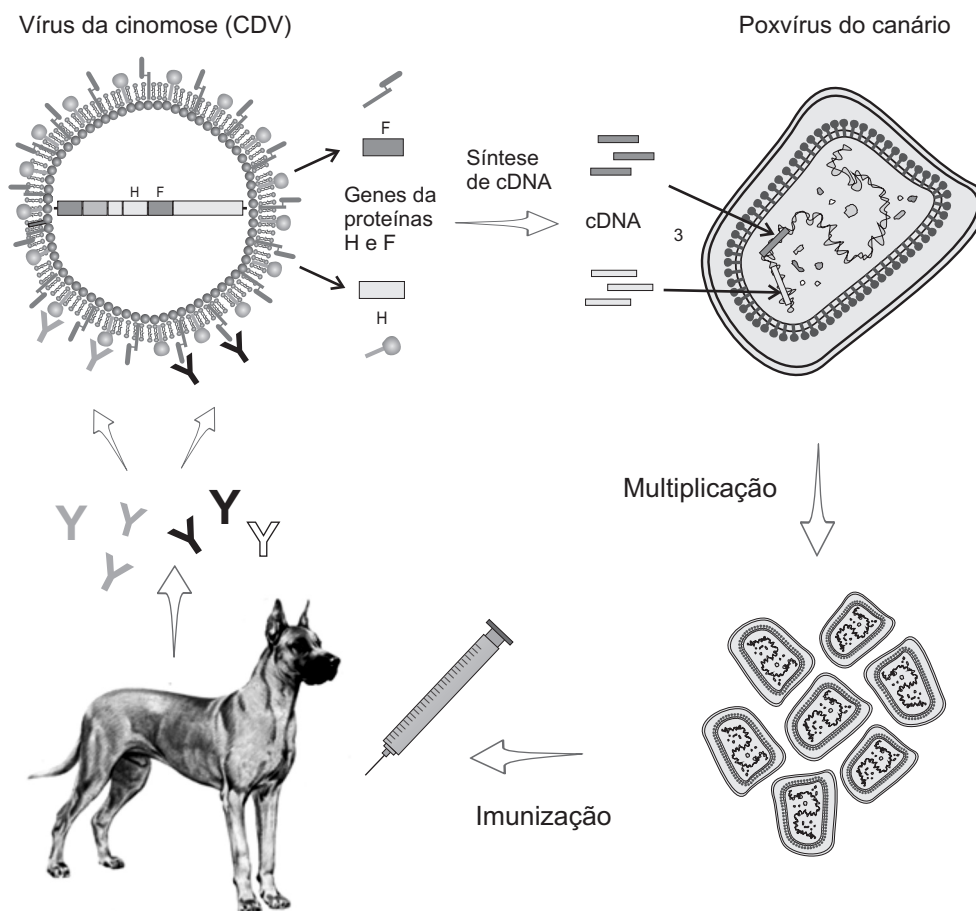 Vírus da cinomose (CDV)
Poxvírus do canário
F
H F
Genes da
proteínas
H e F
Síntese
de cDNA
cDNA
3
H
Multiplicação
Imunização